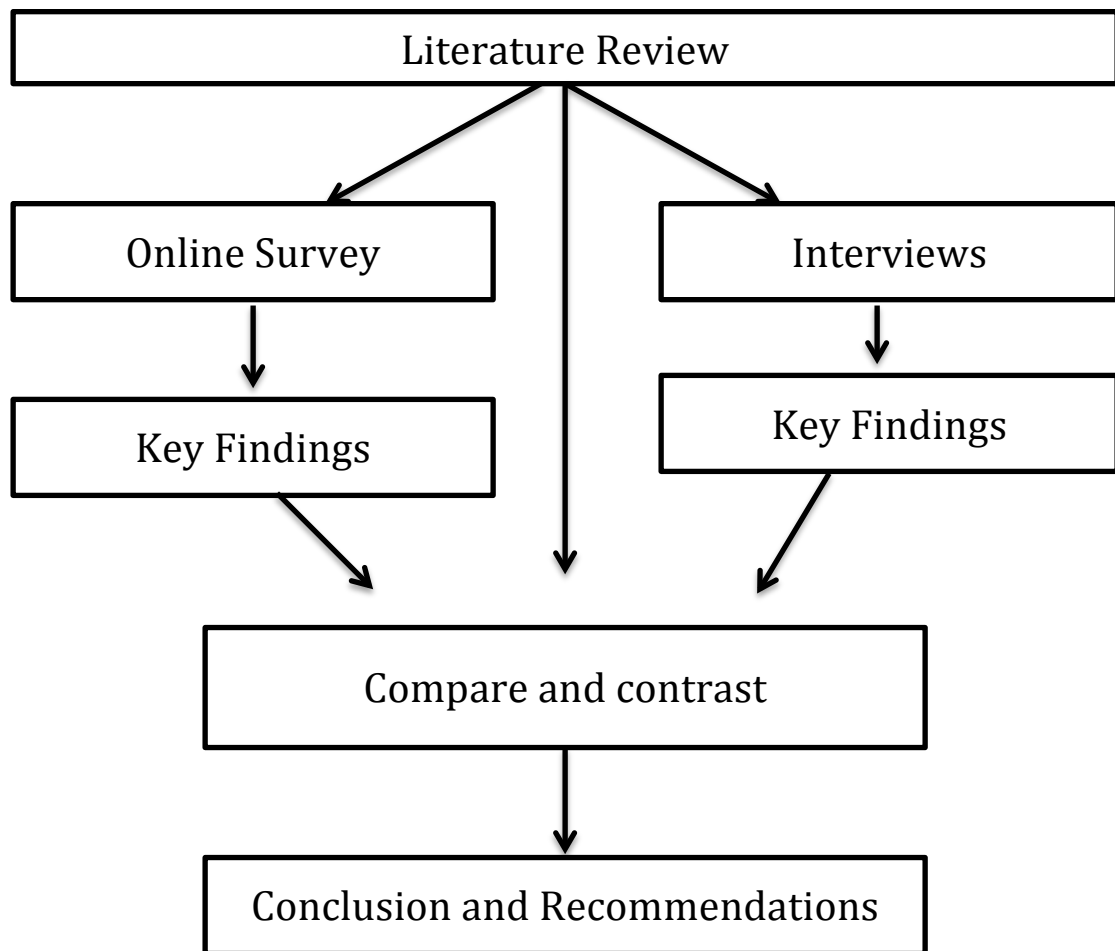 Literature Review
Online Survey
Interviews
Key Findings
Key Findings
Compare and contrast
Conclusion and Recommendations